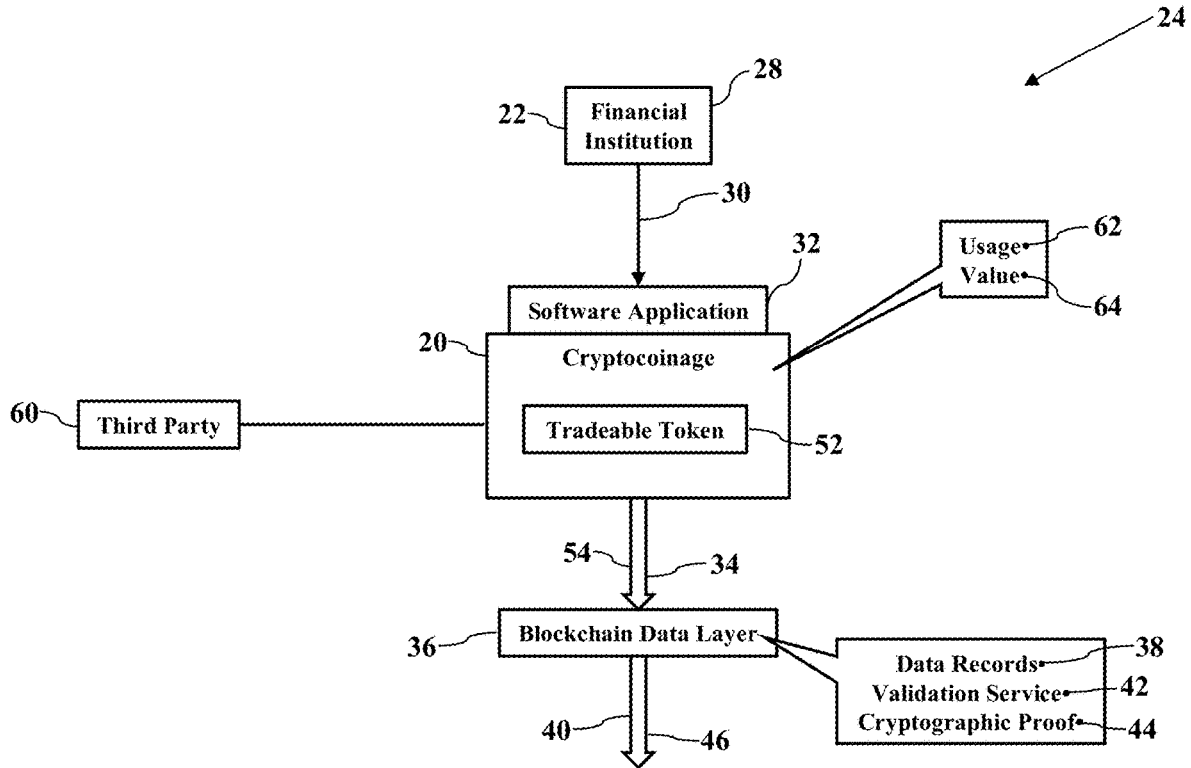 24
28
22
Financial
Institution
30
62
Usage
Value
64
32
Software Application
20
Cryptocoinage
60
Third Party
Tradeable Token
52
54
34
36
Blockchain Data Layer
Data Records
38
Validation Service
42
Cryptographic Proof
44
40
46